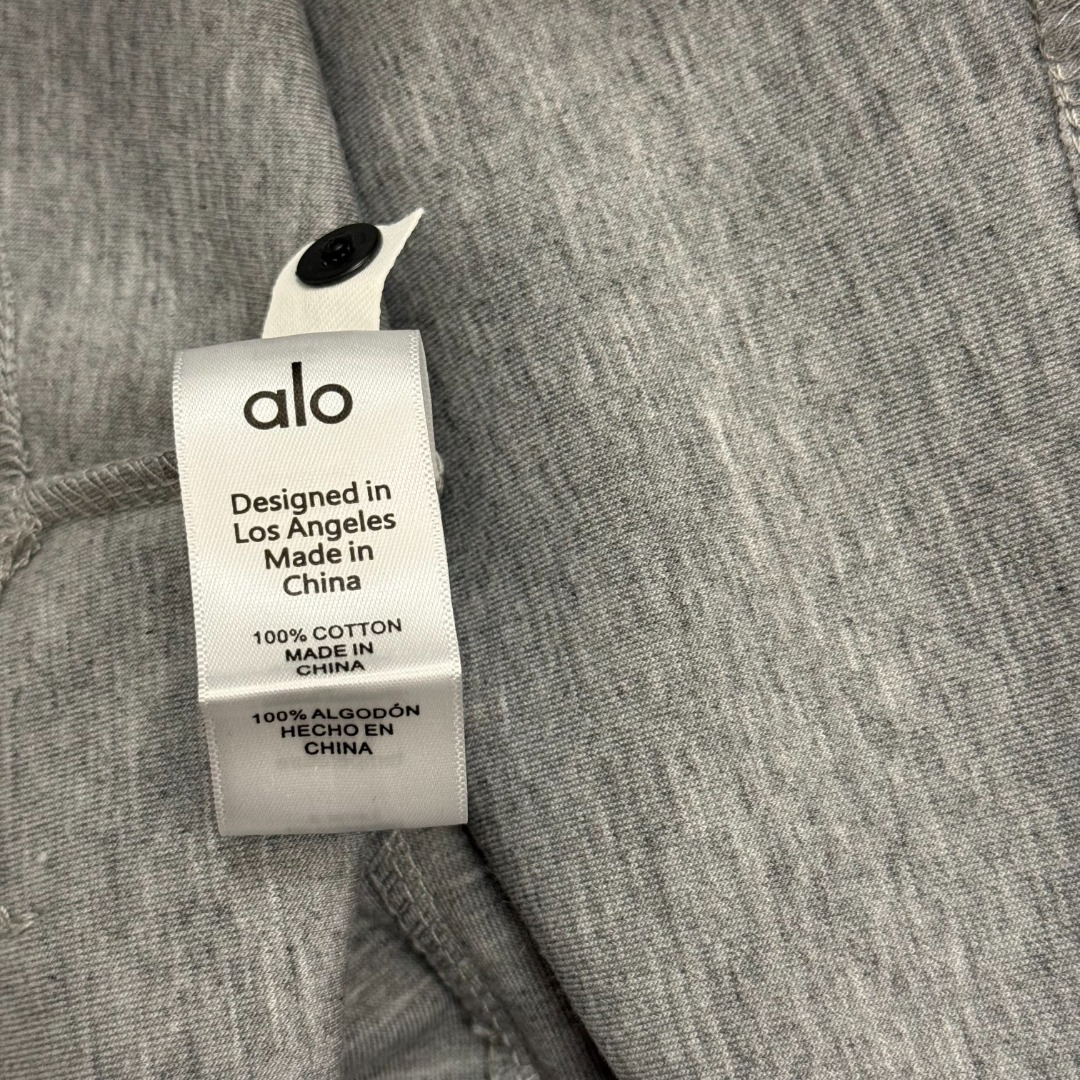 alo
Designed in
Los Angeles
Made in
China
100% COTTON
MADE IN
CHINA
100% ALGODÓN
HECHO EN
CHINA